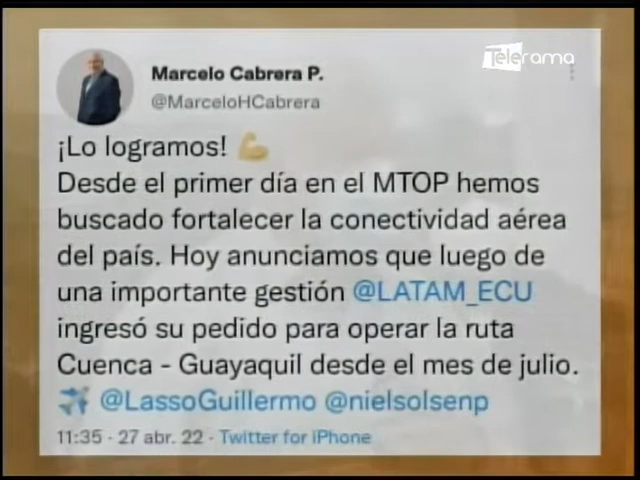 Telerama
Marcelo Cabrera P.
@MarceloHCabrera
¡Lo logramos! 💪
Desde el primer día en el MTOP hemos
buscado fortalecer la conectividad aérea
del país. Hoy anunciamos que luego de
una importante gestión @LATAM_ECU
ingresó su pedido para operar la ruta
Cuenca - Guayaquil desde el mes de julio.
✈️ @LassoGuillermo @nielsolsenp
11:35 · 27 abr. 22 · Twitter for iPhone